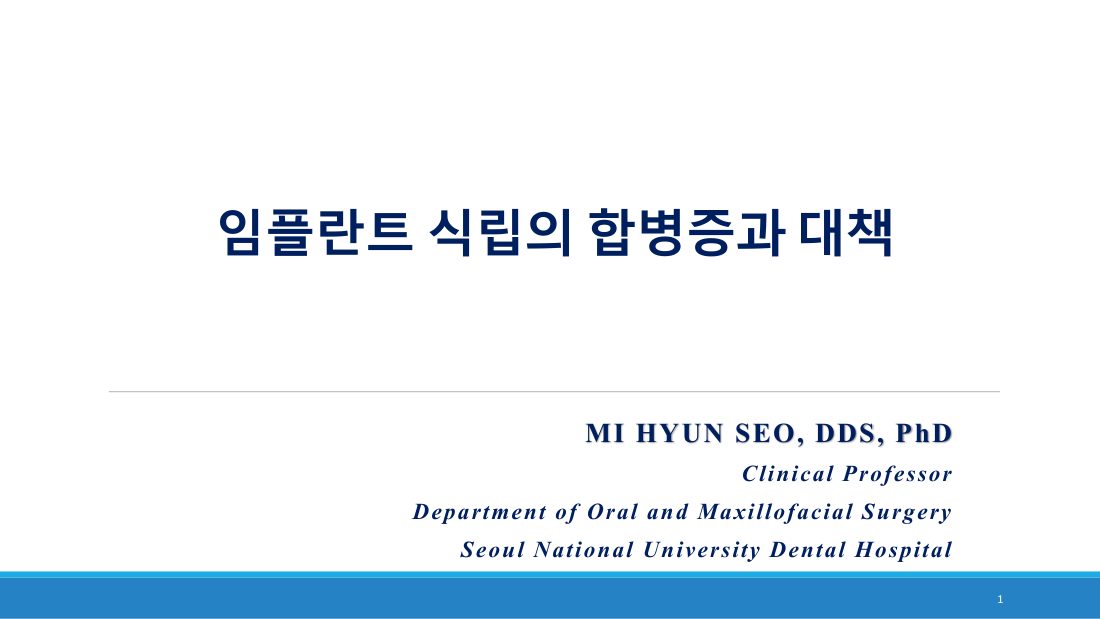 임플란트 식립의 합병증과 대책
MI HYUN SEO, DDS, PhD
Clinical Professor
Department of Oral and Maxillofacial Surgery
Seoul National University Dental Hospital
1